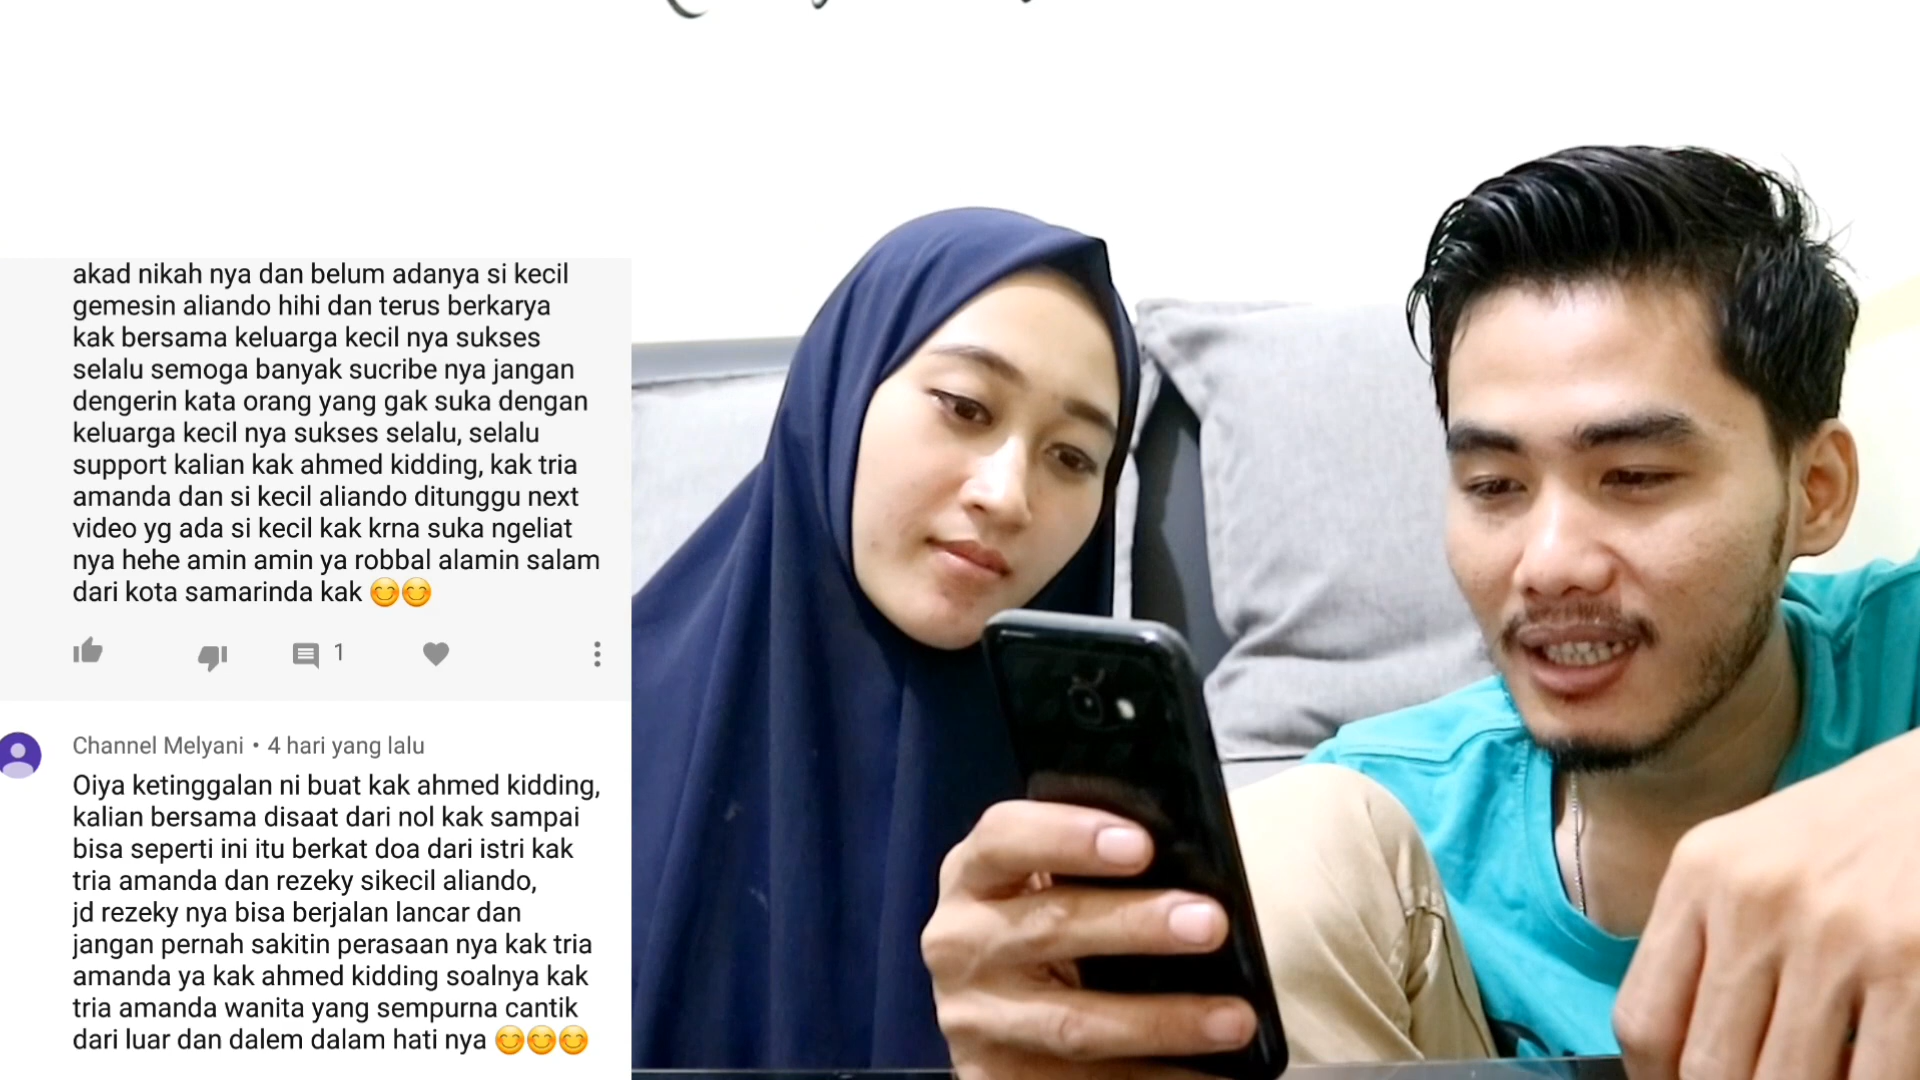 akad nikah nya dan belum adanya si kecil
gemesin aliando hihi dan terus berkarya
kak bersama keluarga kecil nya sukses
selalu semoga banyak sucribe nya jangan
dengerin kata orang yang gak suka dengan
keluarga kecil nya sukses selalu, selalu
support kalian kak ahmed kidding, kak tria
amanda dan si kecil aliando ditunggu next
video yg ada si kecil kak krna suka ngeliat
nya hehe amin amin ya robbal alamin salam
dari kota samarinda kak 😊😊
1
Channel Melyani • 4 hari yang lalu
Oiya ketinggalan ni buat kak ahmed kidding,
kalian bersama disaat dari nol kak sampai
bisa seperti ini itu berkat doa dari istri kak
tria amanda dan rezeky sikecil aliando,
jd rezeky nya bisa berjalan lancar dan
jangan pernah sakitin perasaan nya kak tria
amanda ya kak ahmed kidding soalnya kak
tria amanda wanita yang sempurna cantik
dari luar dan dalem dalam hati nya 😊😊😊